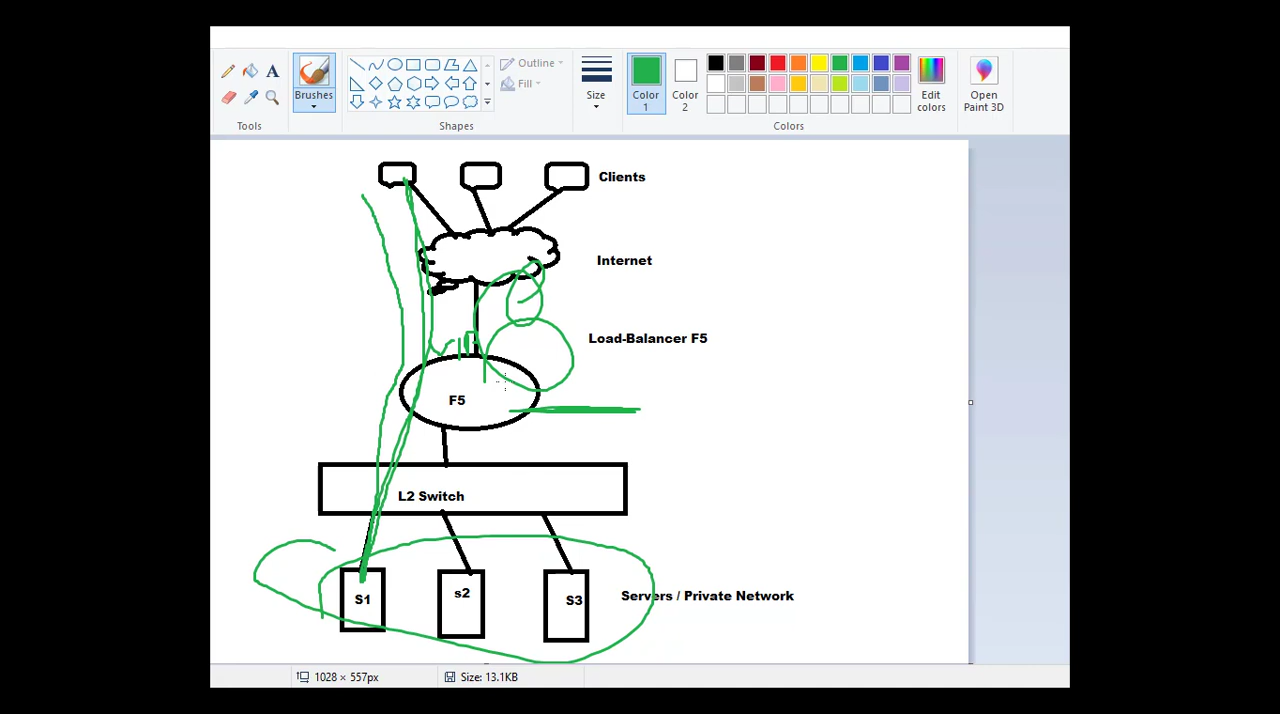 Outline
Fill
A
Brushes
Size
Color 1
Color 2
Edit colors
Open Paint 3D
Tools
Shapes
Colors
Clients
Internet
Load-Balancer F5
F5
L2 Switch
S1
s2
S3
Servers / Private Network
1028 × 557px
Size: 13.1KB